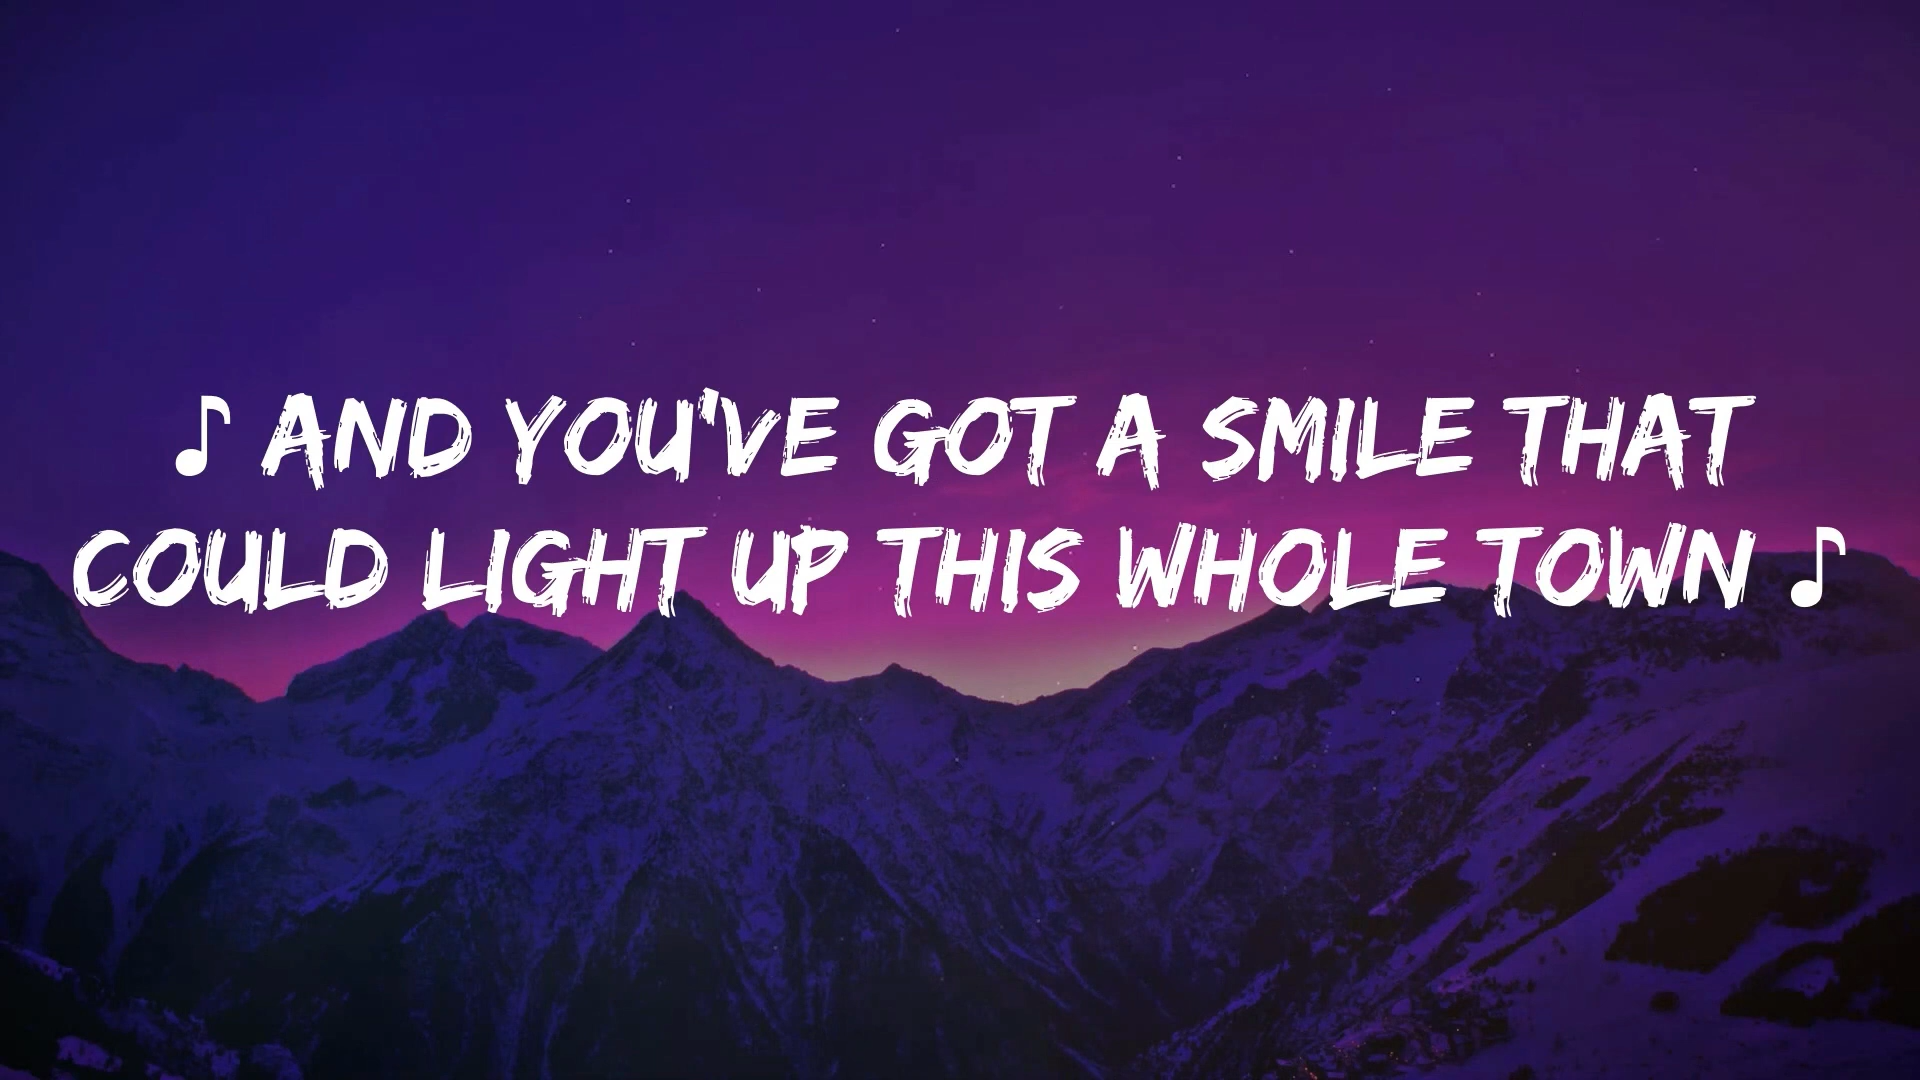 ♪ AND YOU'VE GOT A SMILE THAT
COULD LIGHT UP THIS WHOLE TOWN ♪